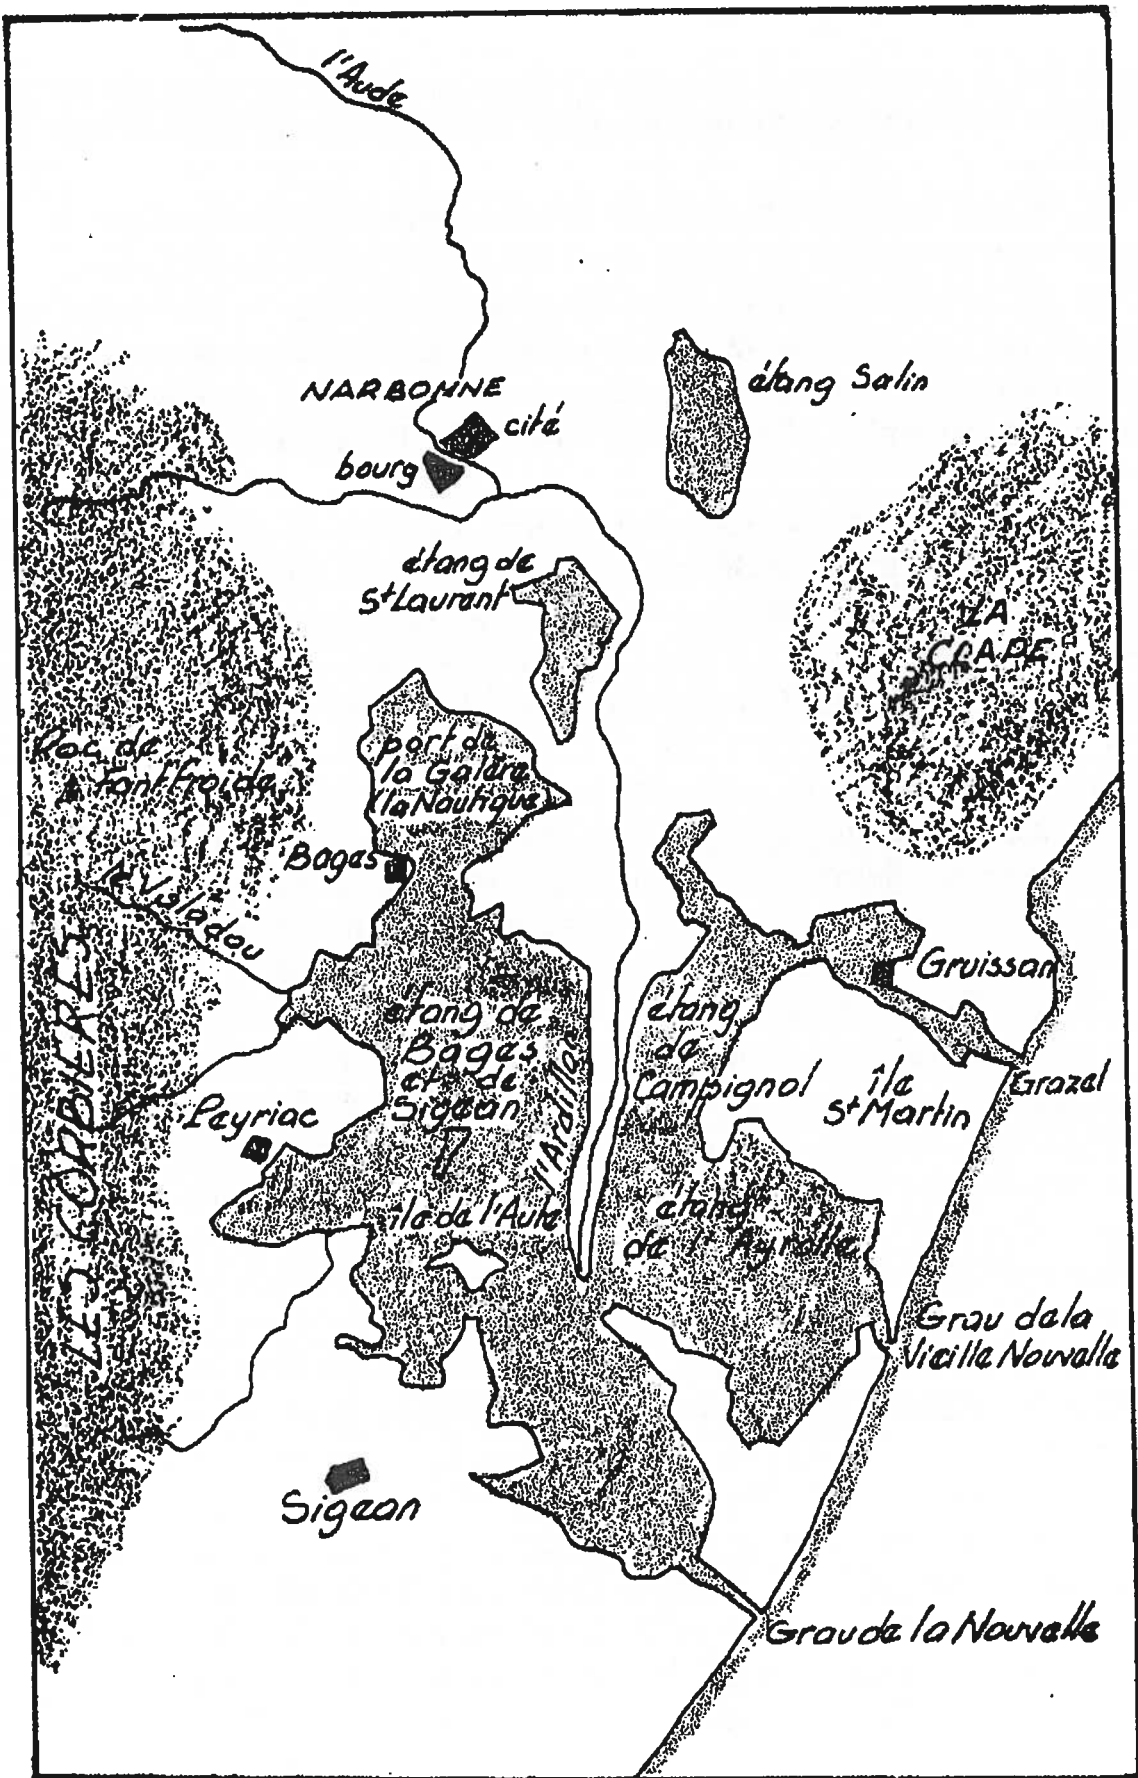 l'Aude
NARBONNE
cité
bourg
étang Salin
étang de
St Laurent
LA
CLAPE
port de
la Galère
(la Nautique)
Roc de
Fontfroide
Bages
le Veladou
Gruissan
étang de
Bages
et de
Sigean
l'Ardillon
étang
de
Campignol
île
St Martin
Grazel
LES CORBIERES
Peyriac
île de l'Aute
étang
de l'Ayrolle
Grau de la
Vieille Nouvelle
Sigean
Grau de la Nouvelle